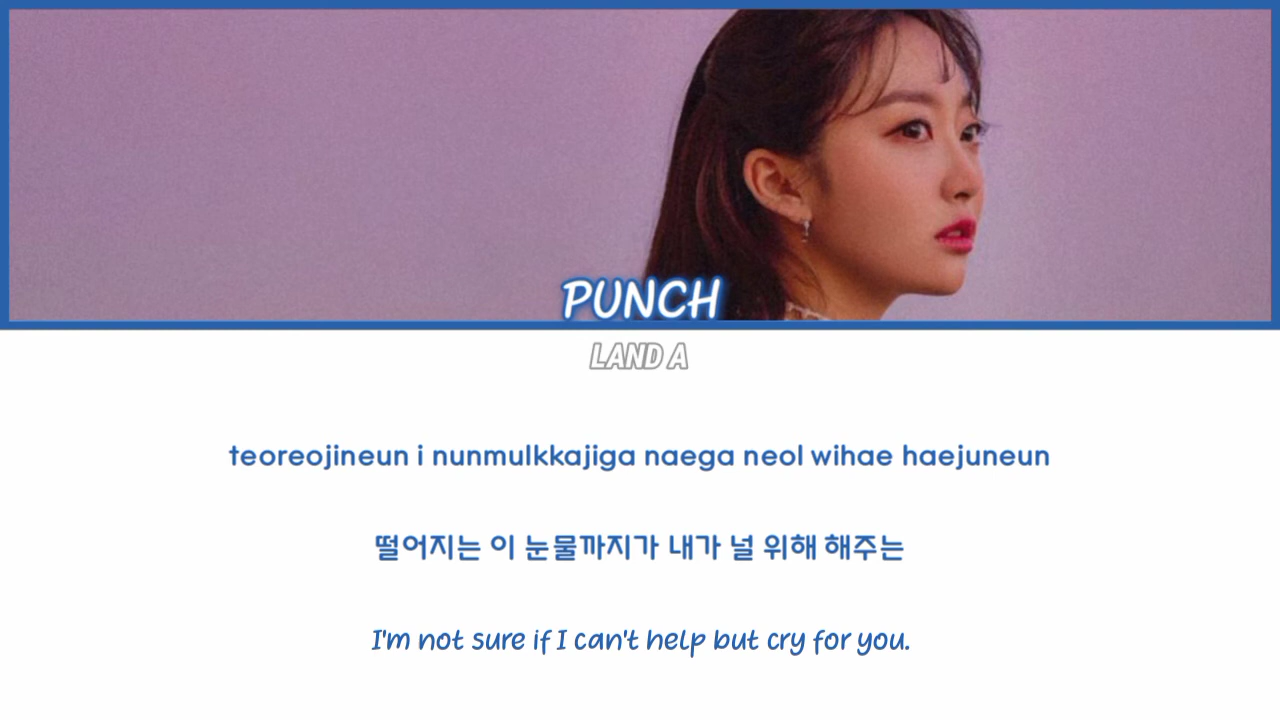 PUNCH
LAND A
teoreojineun i nunmulkkajiga naega neol wihae haejuneun
떨어지는 이 눈물까지가 내가 널 위해 해주는
I'm not sure if I can't help but cry for you.